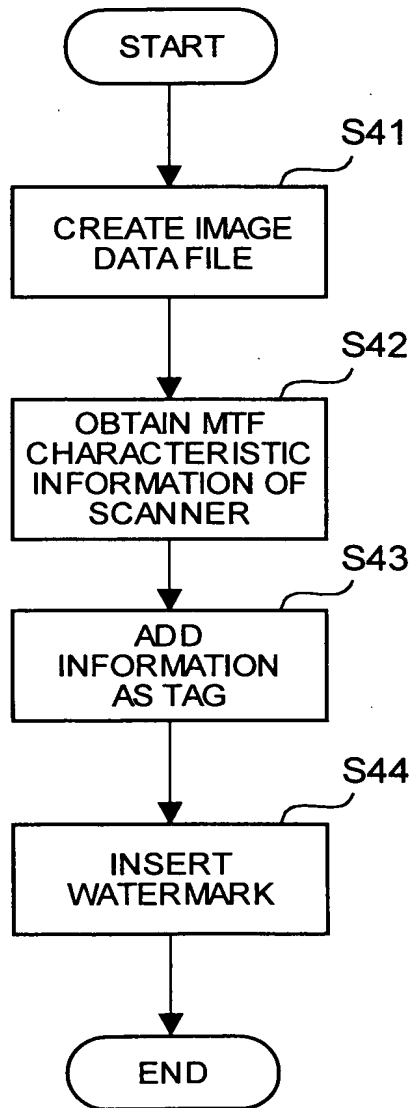 START
S41
CREATE IMAGE
DATA FILE
S42
OBTAIN MTF
CHARACTERISTIC
INFORMATION OF
SCANNER
S43
ADD
INFORMATION
AS TAG
S44
INSERT
WATERMARK
END